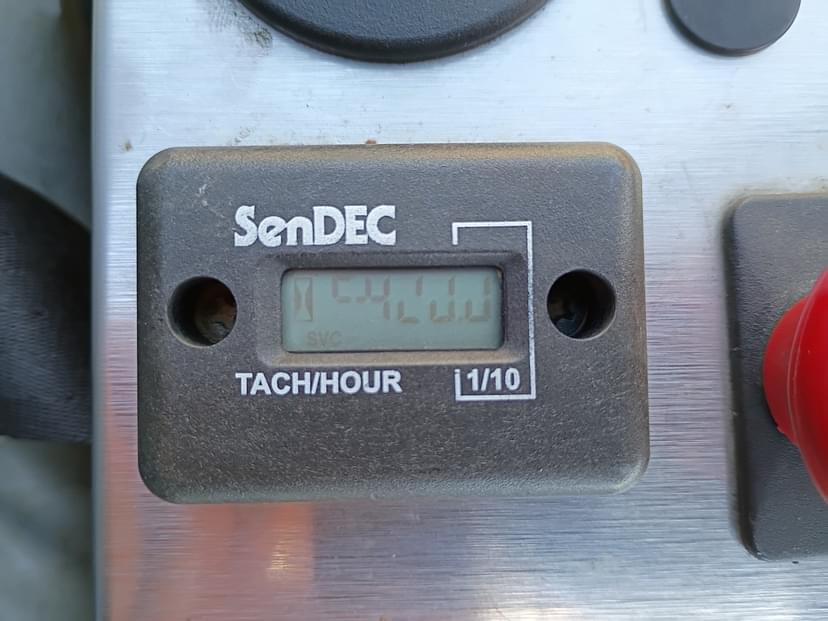 SenDEC
SVC
TACH/HOUR
1/10